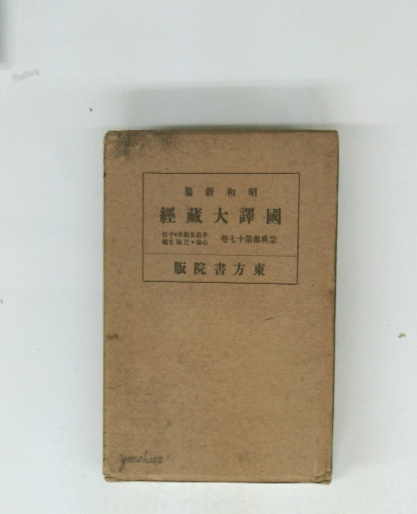 昭和新纂
國譯大藏經
宗典部第十七卷
東方書院版